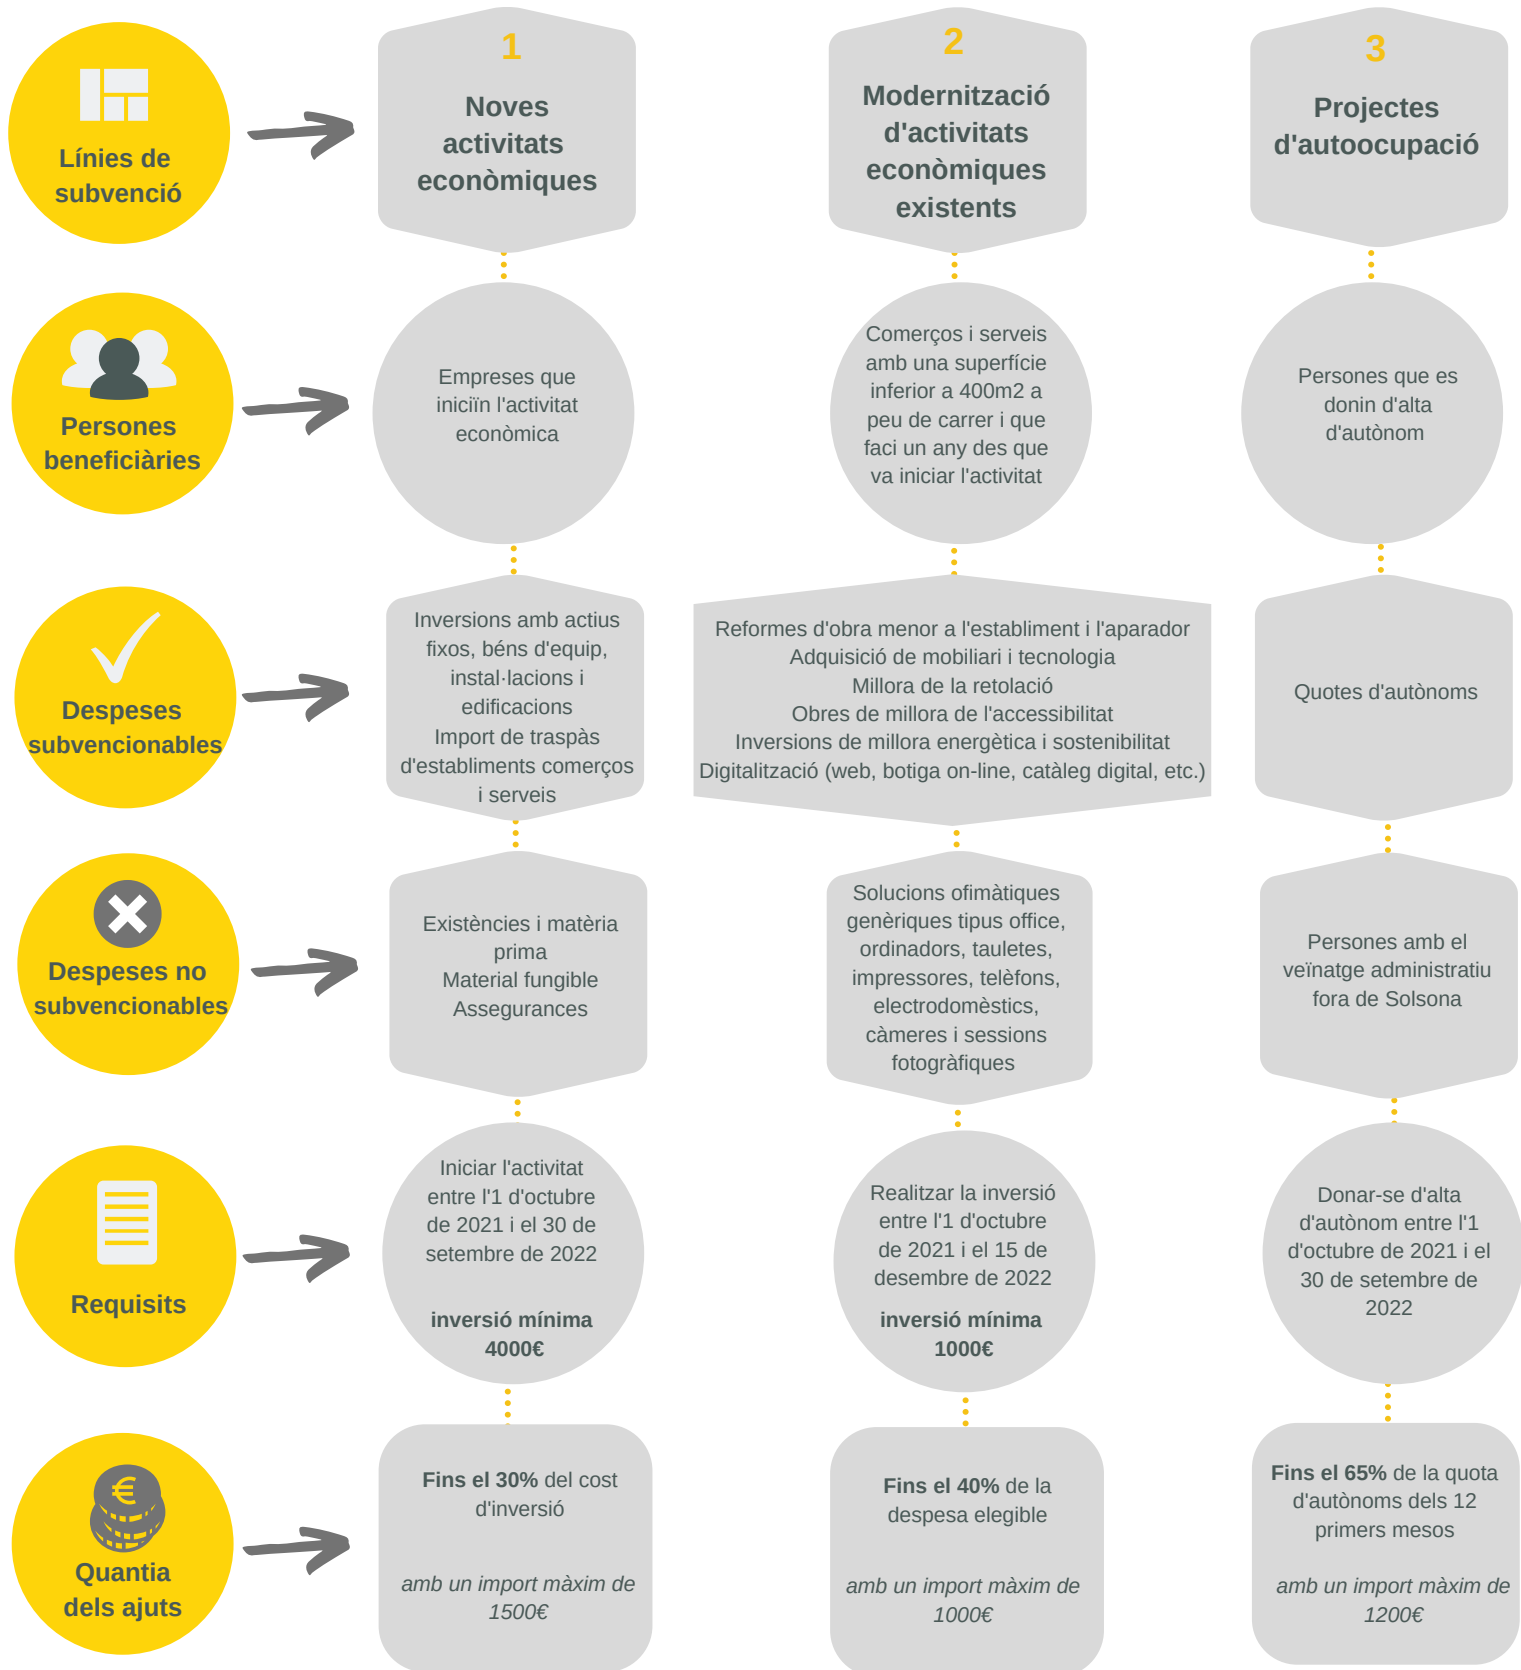 Línies de
subvenció
1
Noves
activitats
econòmiques
2
Modernització
d'activitats
econòmiques
existents
3
Projectes
d'autoocupació
Persones
beneficiàries
Empreses que
iniciïn l'activitat
econòmica
Comerços i serveis
amb una superfície
inferior a 400m2 a
peu de carrer i que
faci un any des que
va iniciar l'activitat
Persones que es
donin d'alta
d'autònom
Despeses
subvencionables
Inversions amb actius
fixos, béns d'equip,
instal·lacions i
edificacions
Import de traspàs
d'establiments comerços
i serveis
Reformes d'obra menor a l'establiment i l'aparador
Adquisició de mobiliari i tecnologia
Millora de la retolació
Obres de millora de l'accessibilitat
Inversions de millora energètica i sostenibilitat
Digitalització (web, botiga on-line, catàleg digital, etc.)
Quotes d'autònoms
Despeses no
subvencionables
Existències i matèria
prima
Material fungible
Assegurances
Solucions ofimàtiques
genèriques tipus office,
ordinadors, tauletes,
impressores, telèfons,
electrodomèstics,
càmeres i sessions
fotogràfiques
Persones amb el
veïnatge administratiu
fora de Solsona
Requisits
Iniciar l'activitat
entre l'1 d'octubre
de 2021 i el 30 de
setembre de 2022
inversió mínima
4000€
Realitzar la inversió
entre l'1 d'octubre
de 2021 i el 15 de
desembre de 2022
inversió mínima
1000€
Donar-se d'alta
d'autònom entre l'1
d'octubre de 2021 i el
30 de setembre de
2022
€
Quantia
dels ajuts
Fins el 30% del cost
d'inversió
amb un import màxim de
1500€
Fins el 40% de la
despesa elegible
amb un import màxim de
1000€
Fins el 65% de la quota
d'autònoms dels 12
primers mesos
amb un import màxim de
1200€